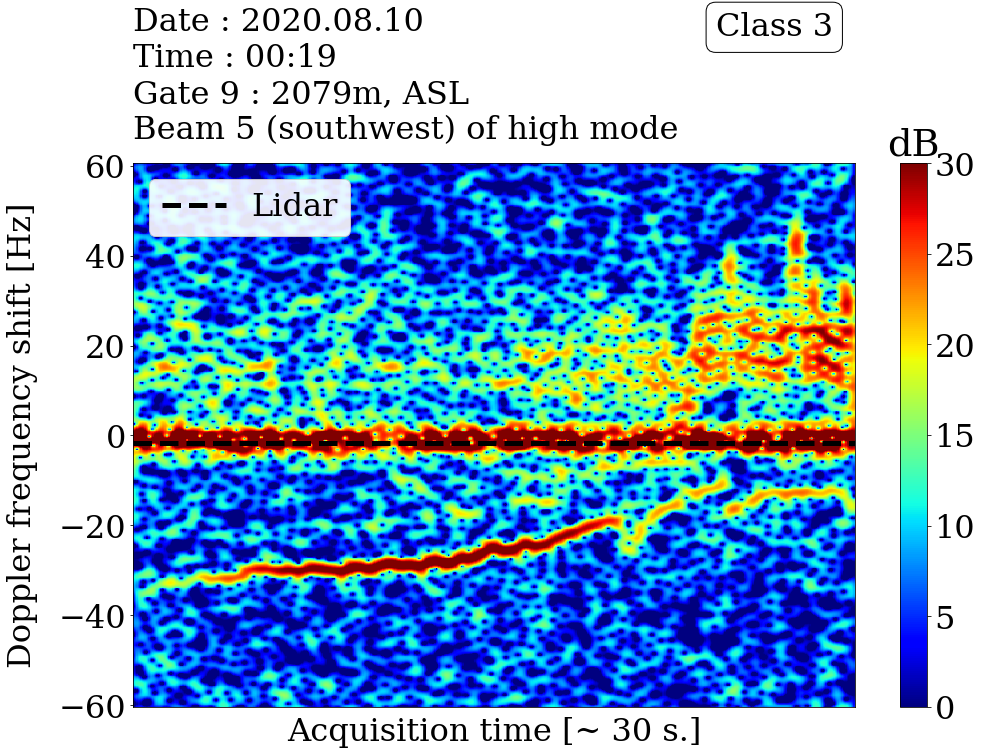 Date : 2020.08.10
Time : 00:19
Gate 9 : 2079m, ASL
Beam 5 (southwest) of high mode
Class 3
dB
Lidar
Doppler frequency shift [Hz]
60
40
20
0
−20
−40
−60
Acquisition time [~ 30 s.]
30
25
20
15
10
5
0